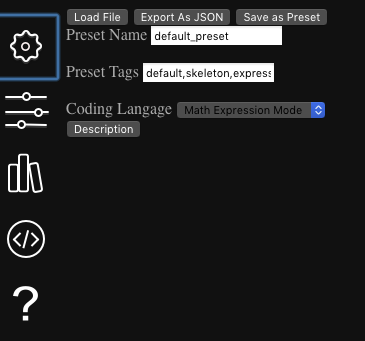 Load File Export As JSON Save as Preset
Preset Name default_preset
Preset Tags default,skeleton,express
Coding Langage Math Expression Mode
Description
</>
?